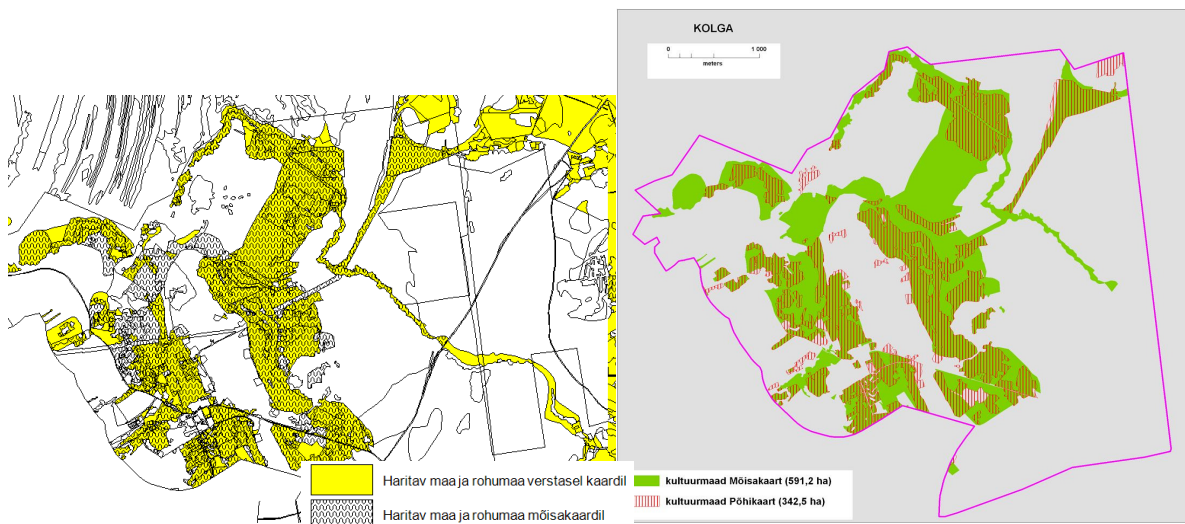 KOLGA
0 1 000
meters
Haritav maa ja rohumaa verstasel kaardil
Haritav maa ja rohumaa mõisakaardil
kultuurmaad Mõisakaart (591,2 ha)
kultuurmaad Põhikaart (342,5 ha)